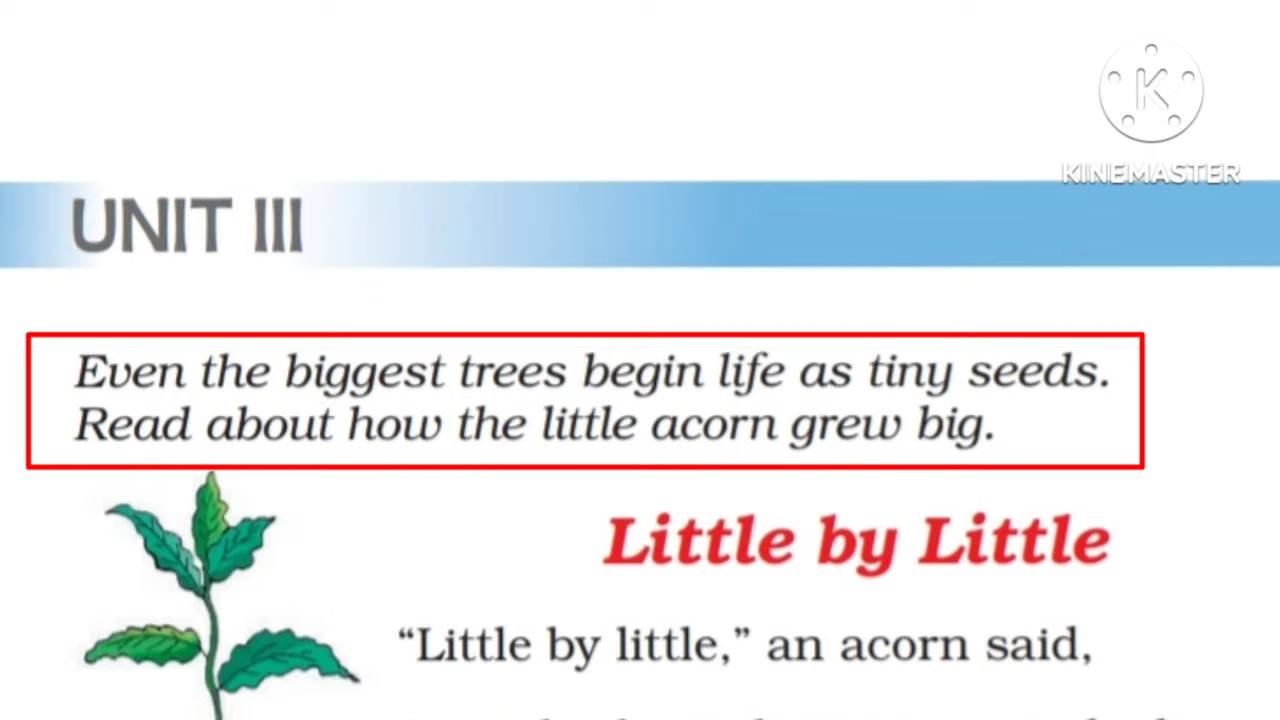 KINEMASTER
UNIT III
Even the biggest trees begin life as tiny seeds.
Read about how the little acorn grew big.
Little by Little
“Little by little,” an acorn said,